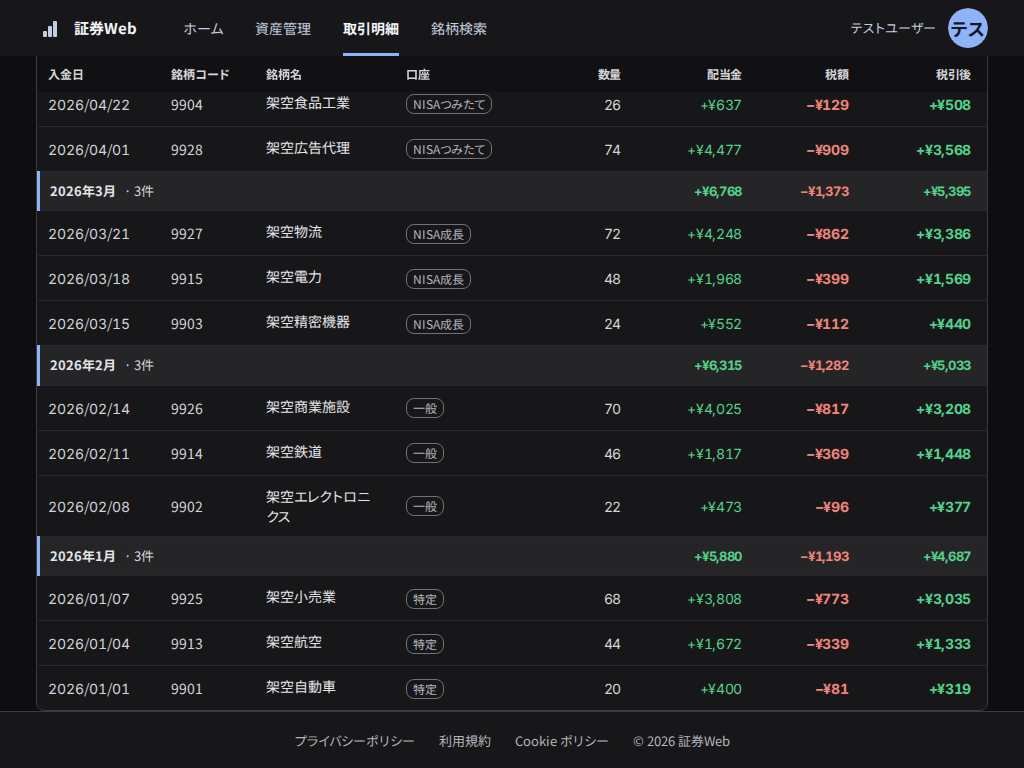 証券Web ホーム 資産管理 取引明細 銘柄検索 テストユーザー テス
入金日 銘柄コード 銘柄名 口座 数量 配当金 税額 税引後
2026/04/22 9904 架空食品工業 NISAつみたて 26 +¥637 −¥129 +¥508
2026/04/01 9928 架空広告代理 NISAつみたて 74 +¥4,477 −¥909 +¥3,568
2026年3月 · 3件 +¥6,768 −¥1,373 +¥5,395
2026/03/21 9927 架空物流 NISA成長 72 +¥4,248 −¥862 +¥3,386
2026/03/18 9915 架空電力 NISA成長 48 +¥1,968 −¥399 +¥1,569
2026/03/15 9903 架空精密機器 NISA成長 24 +¥552 −¥112 +¥440
2026年2月 · 3件 +¥6,315 −¥1,282 +¥5,033
2026/02/14 9926 架空商業施設 一般 70 +¥4,025 −¥817 +¥3,208
2026/02/11 9914 架空鉄道 一般 46 +¥1,817 −¥369 +¥1,448
2026/02/08 9902 架空エレクトロニ 一般 22 +¥473 −¥96 +¥377
クス
2026年1月 · 3件 +¥5,880 −¥1,193 +¥4,687
2026/01/07 9925 架空小売業 特定 68 +¥3,808 −¥773 +¥3,035
2026/01/04 9913 架空航空 特定 44 +¥1,672 −¥339 +¥1,333
2026/01/01 9901 架空自動車 特定 20 +¥400 −¥81 +¥319
プライバシーポリシー 利用規約 Cookie ポリシー © 2026 証券Web